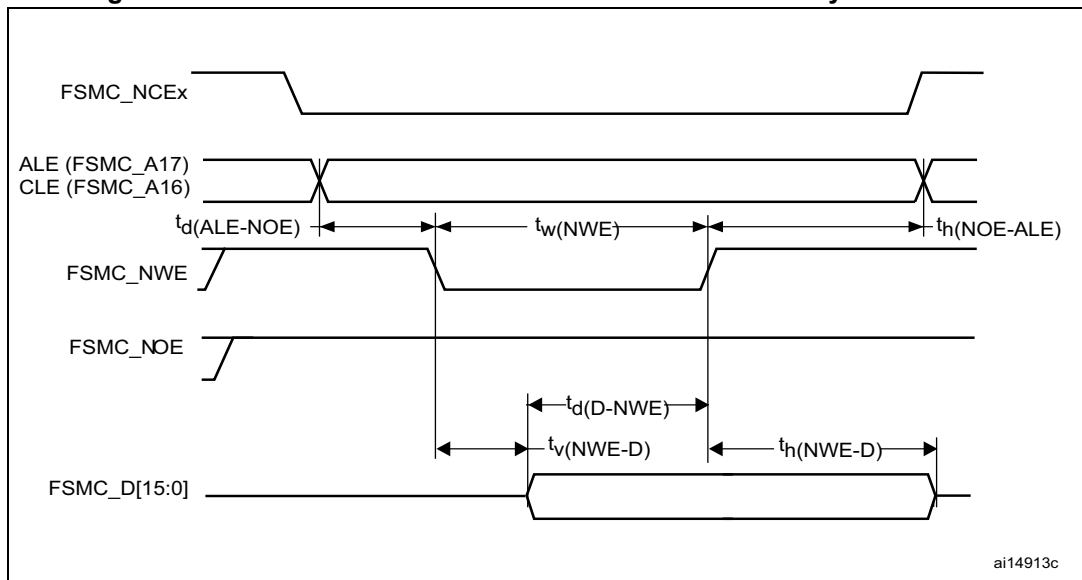 FSMC_NCEx
ALE (FSMC_A17)
CLE (FSMC_A16)
td(ALE-NOE)
tw(NWE)
th(NOE-ALE)
FSMC_NWE
FSMC_NOE
td(D-NWE)
tv(NWE-D)
th(NWE-D)
FSMC_D[15:0]
ai14913c